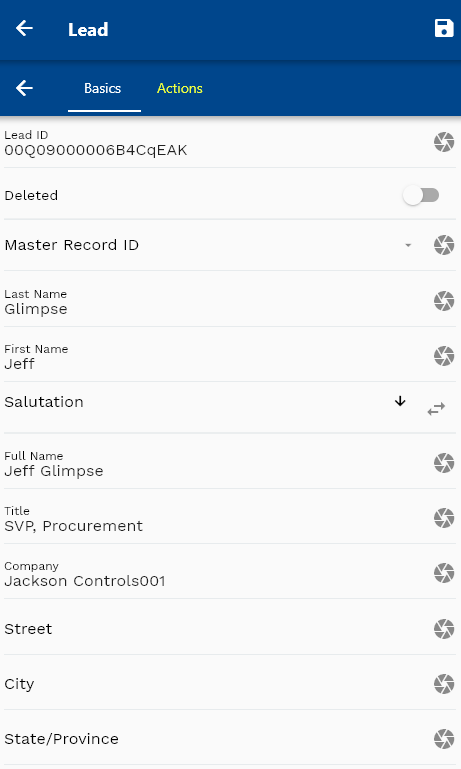 Lead
Basics Actions
Lead ID
00Q09000006B4CqEAK
Deleted
Master Record ID
Last Name
Glimpse
First Name
Jeff
Salutation
Full Name
Jeff Glimpse
Title
SVP, Procurement
Company
Jackson Controls001
Street
City
State/Province